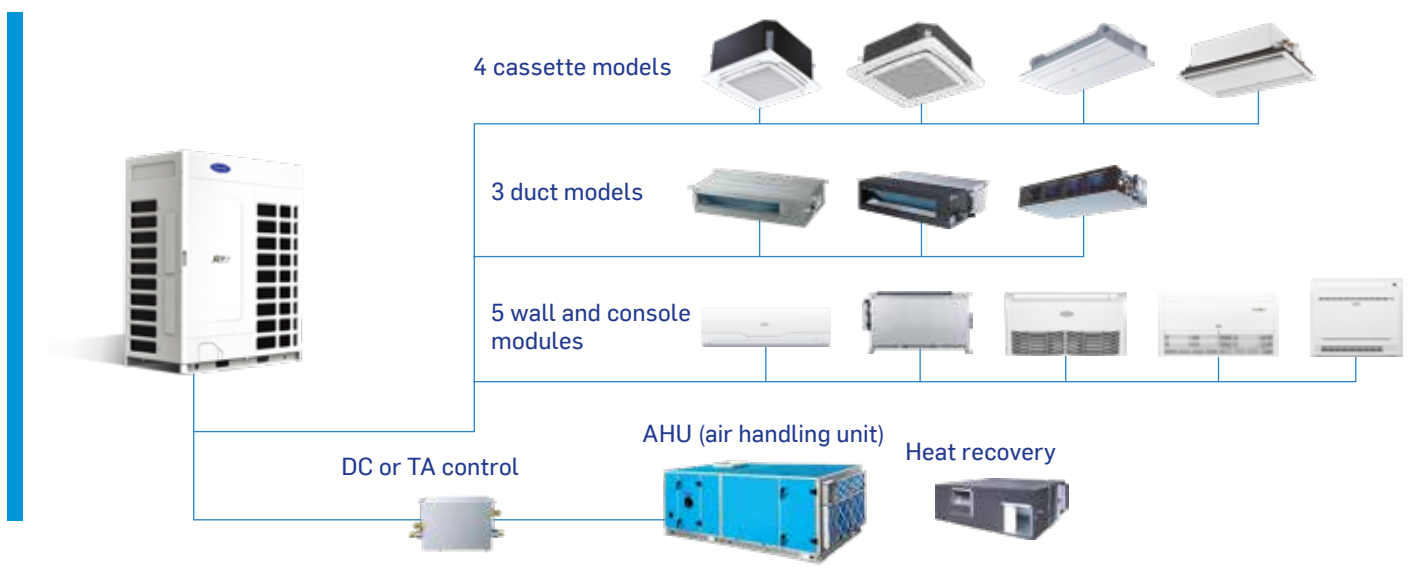 4 cassette models
3 duct models
5 wall and console
modules
AHU (air handling unit)
Heat recovery
DC or TA control